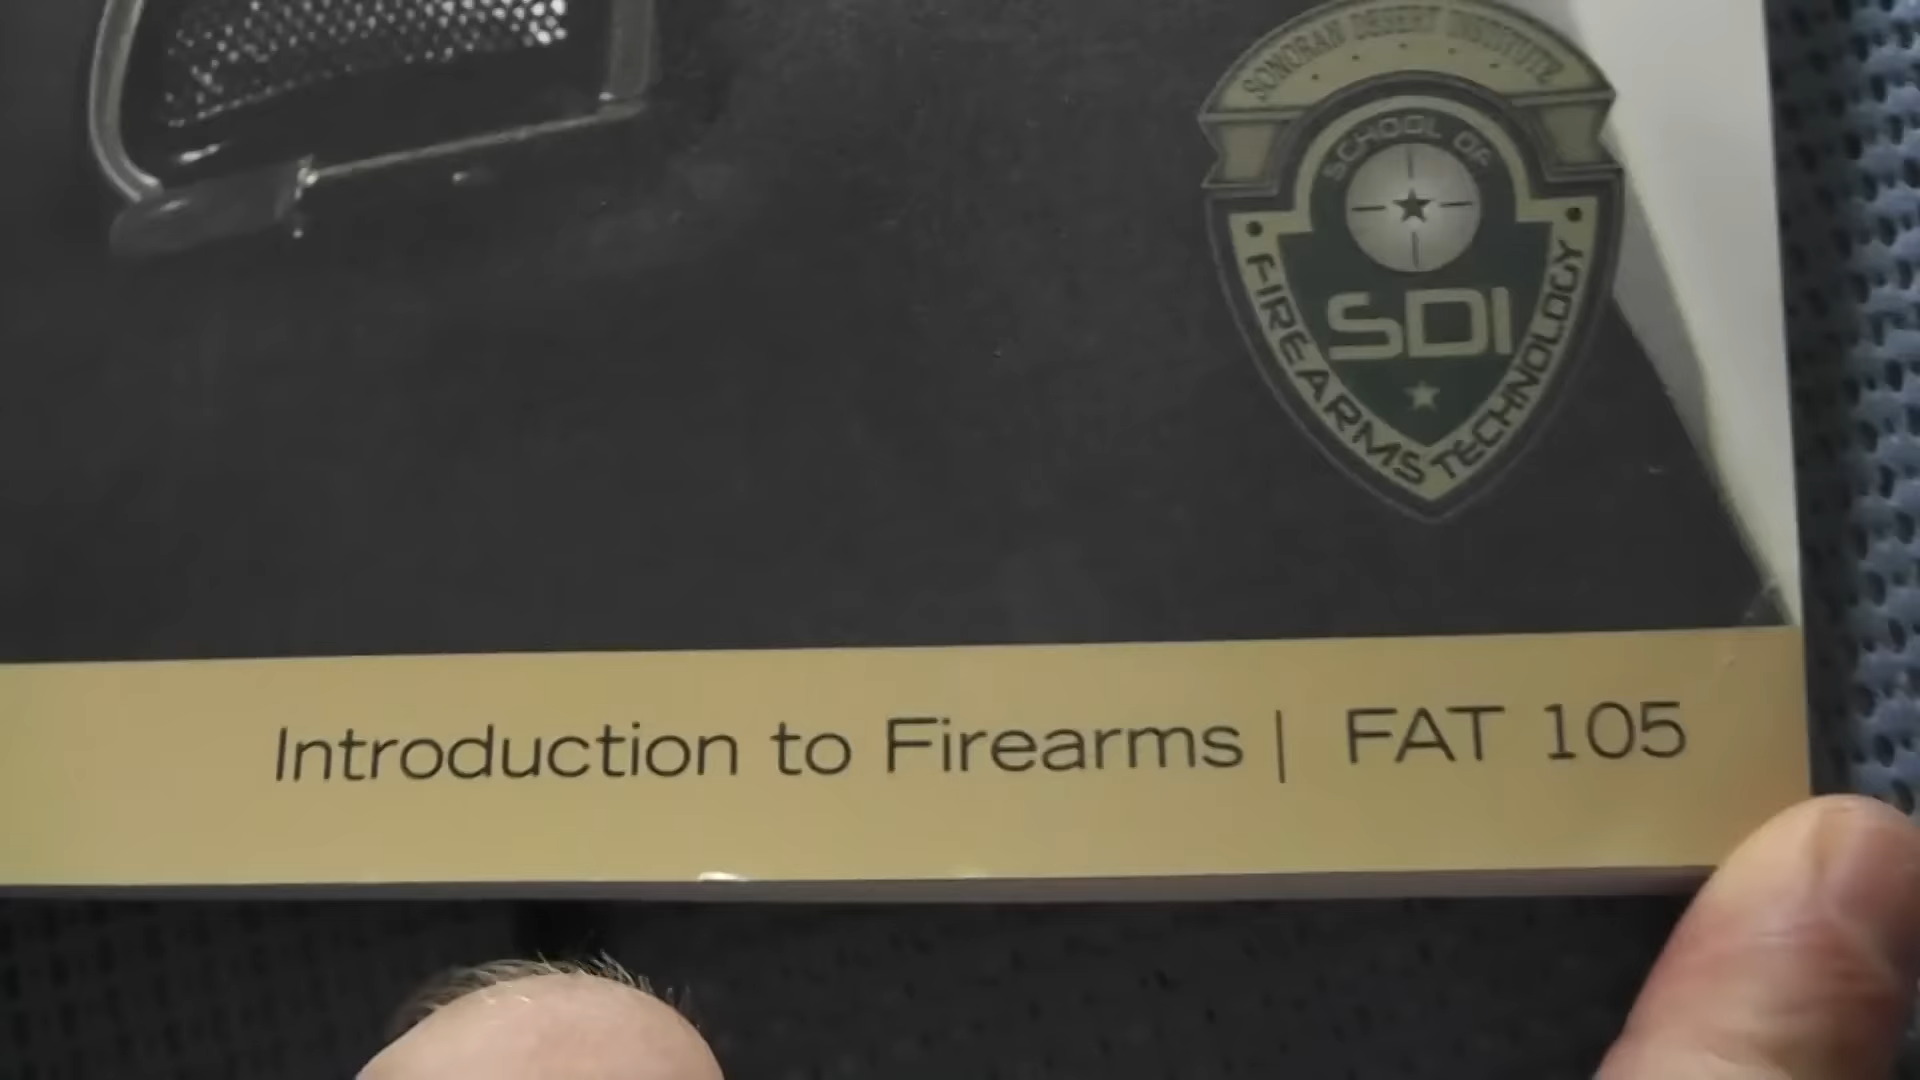 SONORAN DESERT INSTITUTE
SCHOOL OF
SDI
FIREARMS TECHNOLOGY
Introduction to Firearms | FAT 105